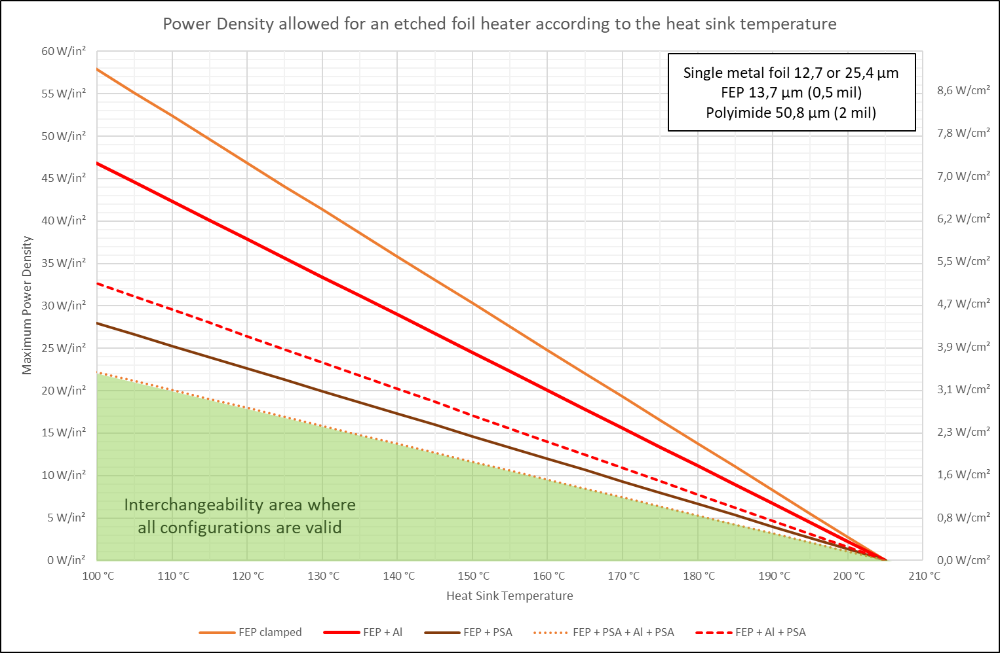 Power Density allowed for an etched foil heater according to the heat sink temperature
60 W/in²
55 W/in²
50 W/in²
45 W/in²
40 W/in²
35 W/in²
30 W/in²
25 W/in²
20 W/in²
15 W/in²
10 W/in²
5 W/in²
0 W/in²
Maximum Power Density
Single metal foil 12,7 or 25,4 µm
FEP 13,7 µm (0,5 mil)
Polyimide 50,8 µm (2 mil)
8,6 W/cm²
7,8 W/cm²
7,0 W/cm²
6,2 W/cm²
5,5 W/cm²
4,7 W/cm²
3,9 W/cm²
3,1 W/cm²
2,3 W/cm²
1,6 W/cm²
0,8 W/cm²
0,0 W/cm²
Interchangeability area where
all configurations are valid
100 °C 110 °C 120 °C 130 °C 140 °C 150 °C 160 °C 170 °C 180 °C 190 °C 200 °C 210 °C
Heat Sink Temperature
FEP clamped FEP + Al FEP + PSA FEP + PSA + Al + PSA FEP + Al + PSA